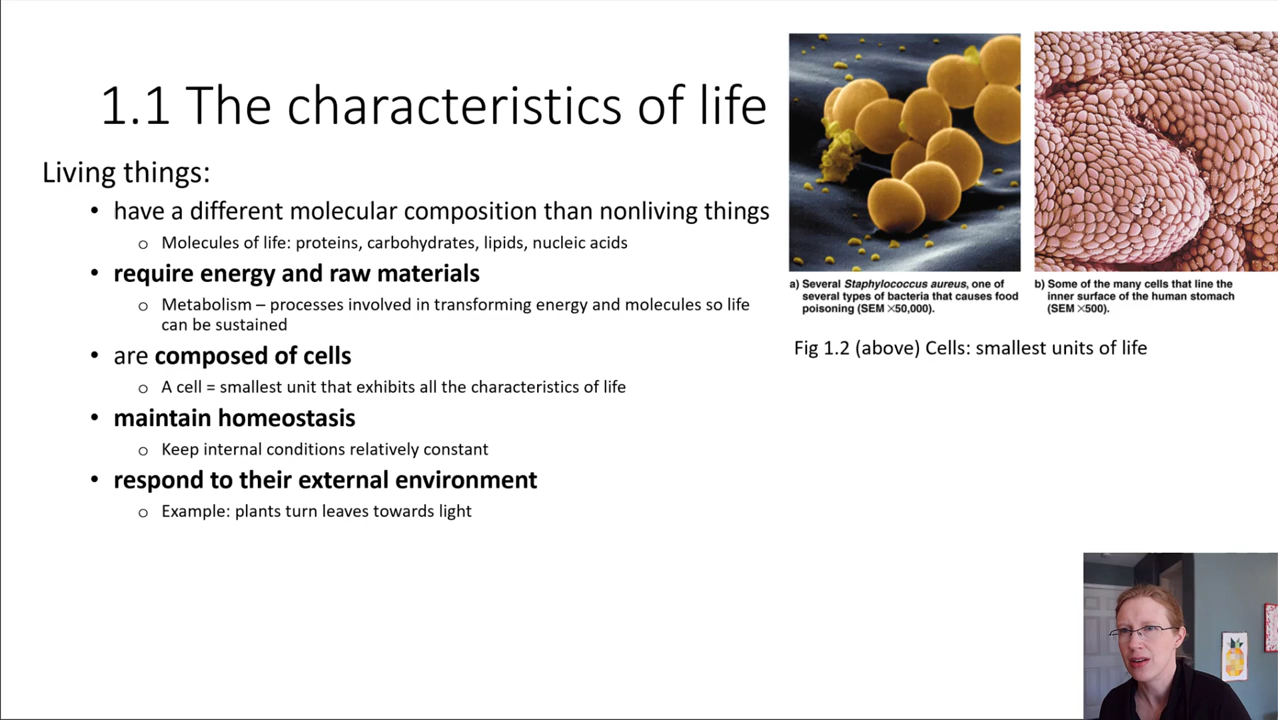 1.1 The characteristics of life
Living things:
• have a different molecular composition than nonliving things
o Molecules of life: proteins, carbohydrates, lipids, nucleic acids
• require energy and raw materials
o Metabolism – processes involved in transforming energy and molecules so life
can be sustained
• are composed of cells
o A cell = smallest unit that exhibits all the characteristics of life
• maintain homeostasis
o Keep internal conditions relatively constant
• respond to their external environment
o Example: plants turn leaves towards light
a) Several Staphylococcus aureus, one of
several types of bacteria that causes food
poisoning (SEM ×50,000).
b) Some of the many cells that line the
inner surface of the human stomach
(SEM ×500).
Fig 1.2 (above) Cells: smallest units of life